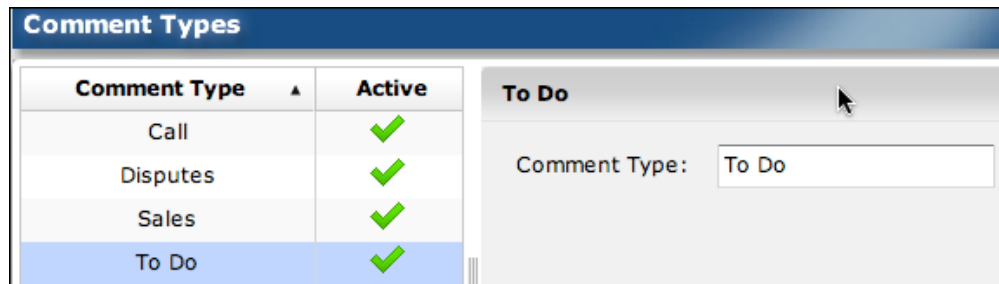 Comment Types
Comment Type ▲ Active
Call
Disputes
Sales
To Do
To Do
Comment Type: To Do